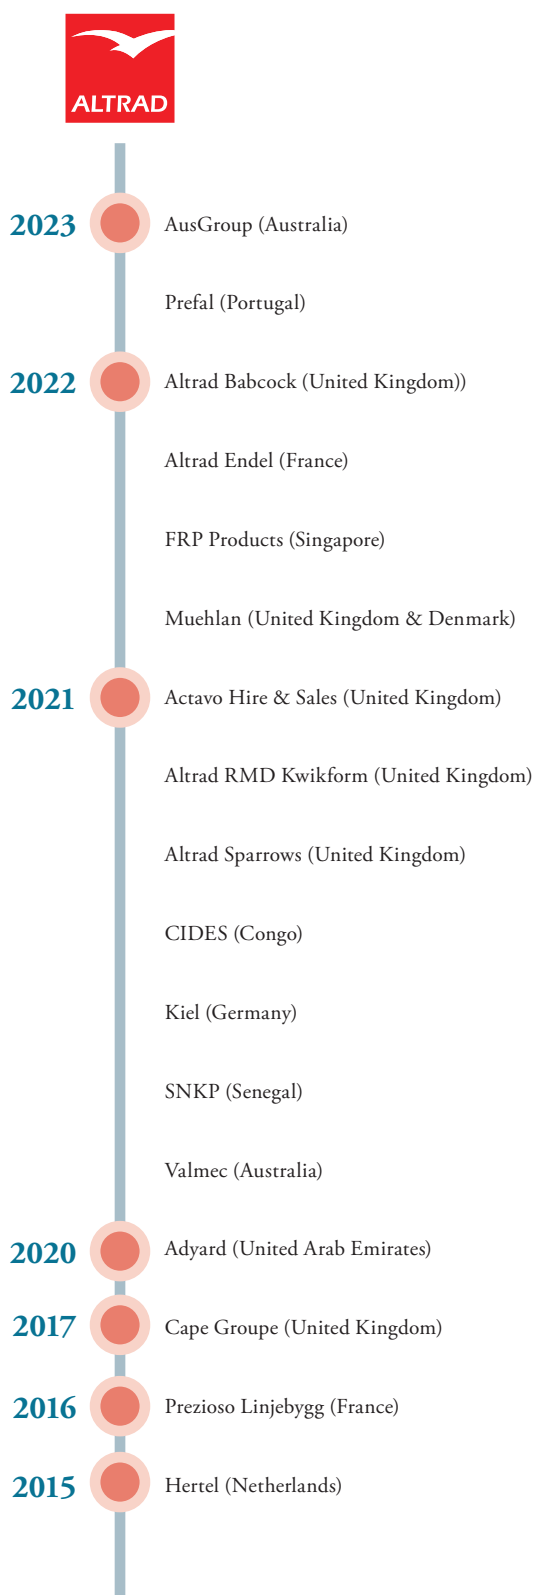 ALTRAD
2023
AusGroup (Australia)
Prefal (Portugal)
2022
Altrad Babcock (United Kingdom))
Altrad Endel (France)
FRP Products (Singapore)
Muehlan (United Kingdom & Denmark)
2021
Actavo Hire & Sales (United Kingdom)
Altrad RMD Kwikform (United Kingdom)
Altrad Sparrows (United Kingdom)
CIDES (Congo)
Kiel (Germany)
SNKP (Senegal)
Valmec (Australia)
2020
Adyard (United Arab Emirates)
2017
Cape Groupe (United Kingdom)
2016
Prezioso Linjebygg (France)
2015
Hertel (Netherlands)